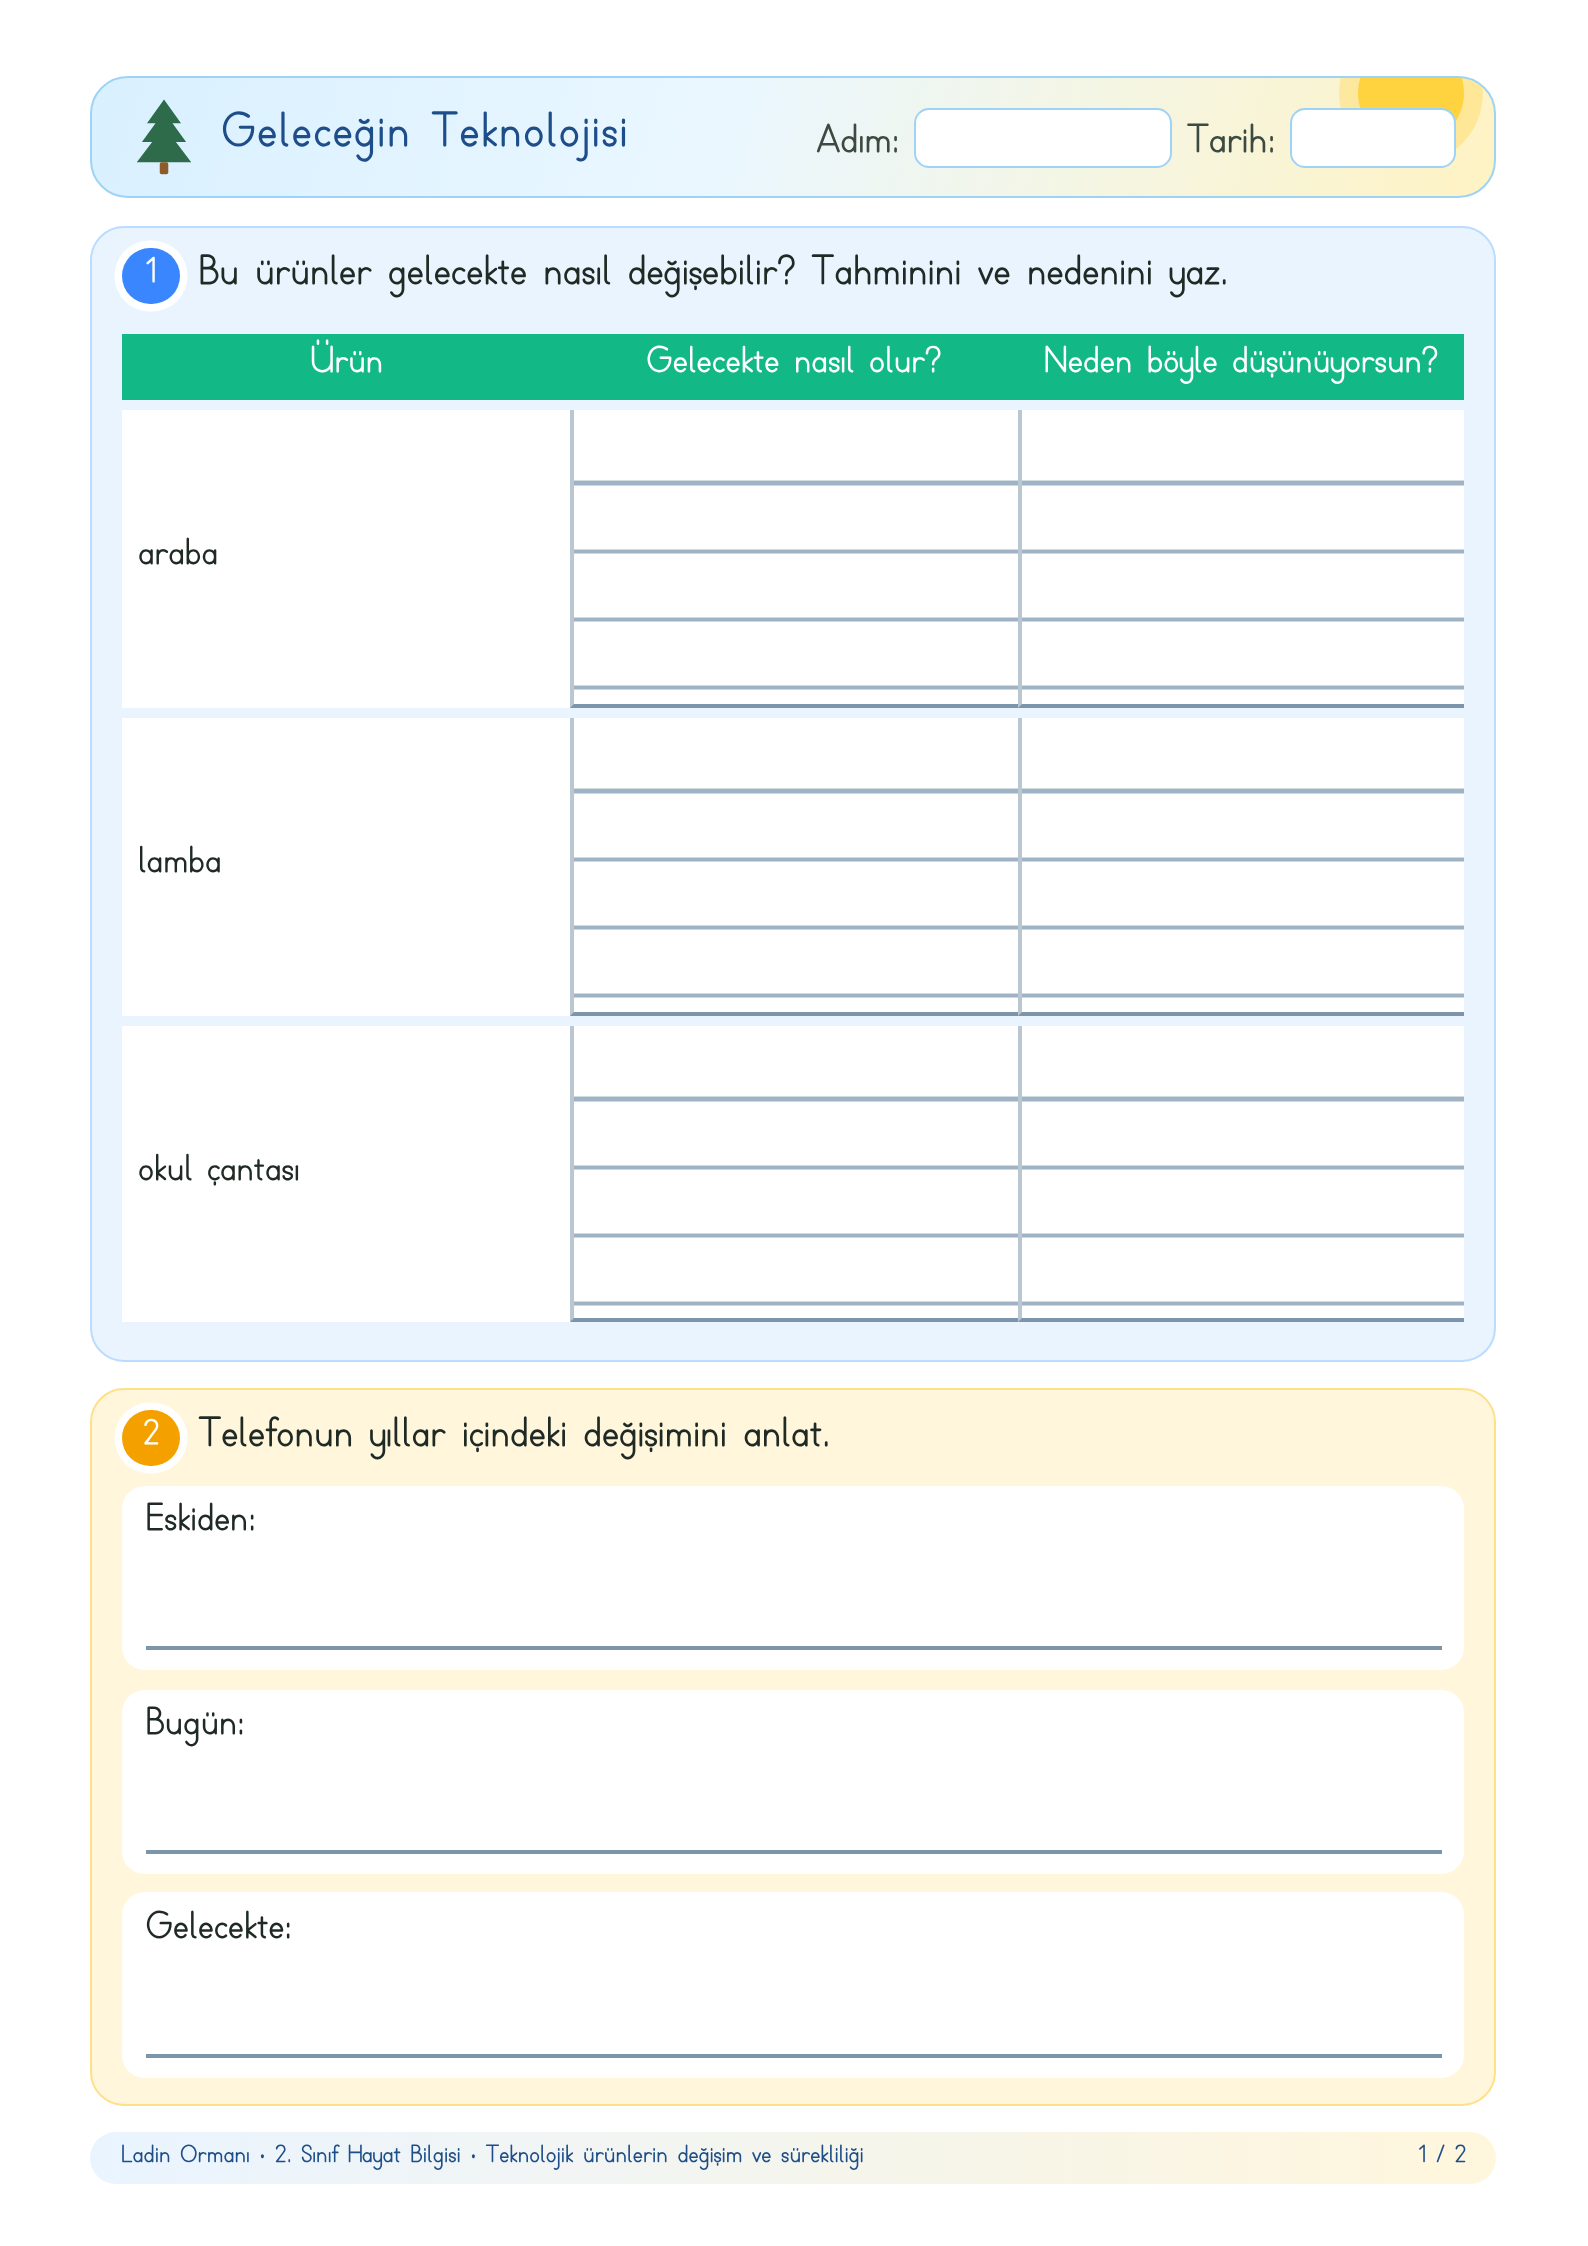 Geleceğin Teknolojisi
Adım: Tarih:
1 Bu ürünler gelecekte nasıl değişebilir? Tahminini ve nedenini yaz.
Ürün Gelecekte nasıl olur? Neden böyle düşünüyorsun?
araba
lamba
okul çantası
2 Telefonun yıllar içindeki değişimini anlat.
Eskiden:
Bugün:
Gelecekte:
Ladin Ormanı • 2. Sınıf Hayat Bilgisi • Teknolojik ürünlerin değişim ve sürekliliği 1 / 2